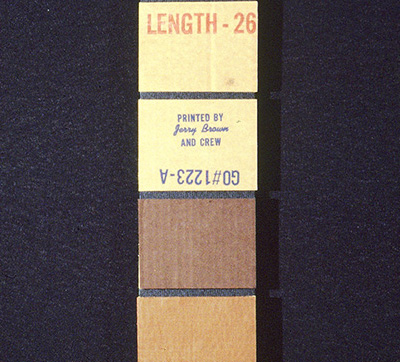 LENGTH - 26
PRINTED BY
Jerry Brown
AND CREW
GO#1223-A